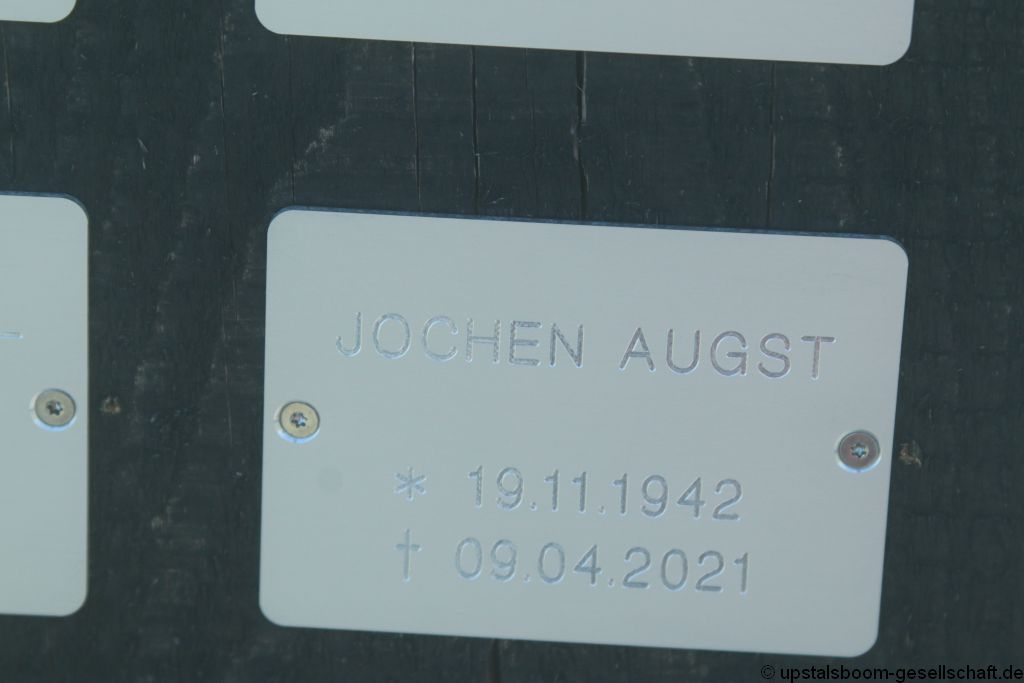 JOCHEN AUGST
* 19.11.1942
† 09.04.2021
© upstalsboom-gesellschaft.de